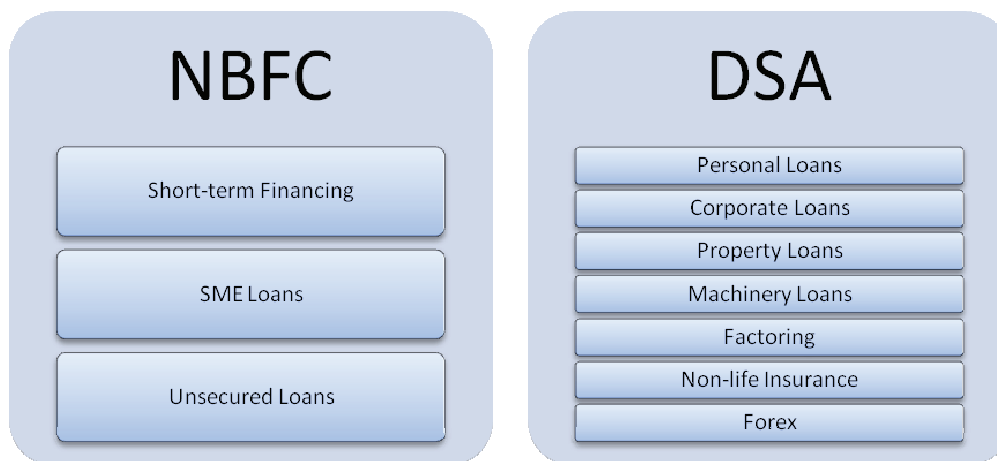 NBFC
Short-term Financing
SME Loans
Unsecured Loans
DSA
Personal Loans
Corporate Loans
Property Loans
Machinery Loans
Factoring
Non-life Insurance
Forex